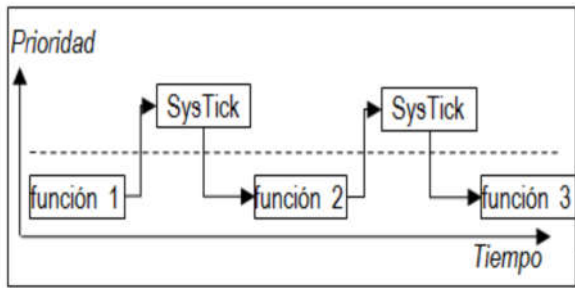 Prioridad
SysTick
SysTick
función 1
función 2
función 3
Tiempo